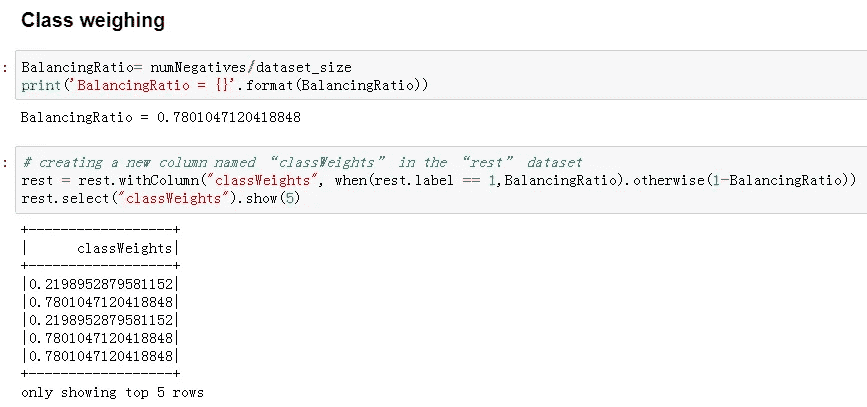 Class weighing
: BalancingRatio= numNegatives/dataset_size
print('BalancingRatio = {}'.format(BalancingRatio))
BalancingRatio = 0.7801047120418848
: # creating a new column named “classWeights” in the “rest” dataset
rest = rest.withColumn("classWeights", when(rest.label == 1,BalancingRatio).otherwise(1-BalancingRatio))
rest.select("classWeights").show(5)
+------------------+
|      classWeights|
+------------------+
|0.2198952879581152|
|0.7801047120418848|
|0.2198952879581152|
|0.7801047120418848|
|0.7801047120418848|
+------------------+
only showing top 5 rows